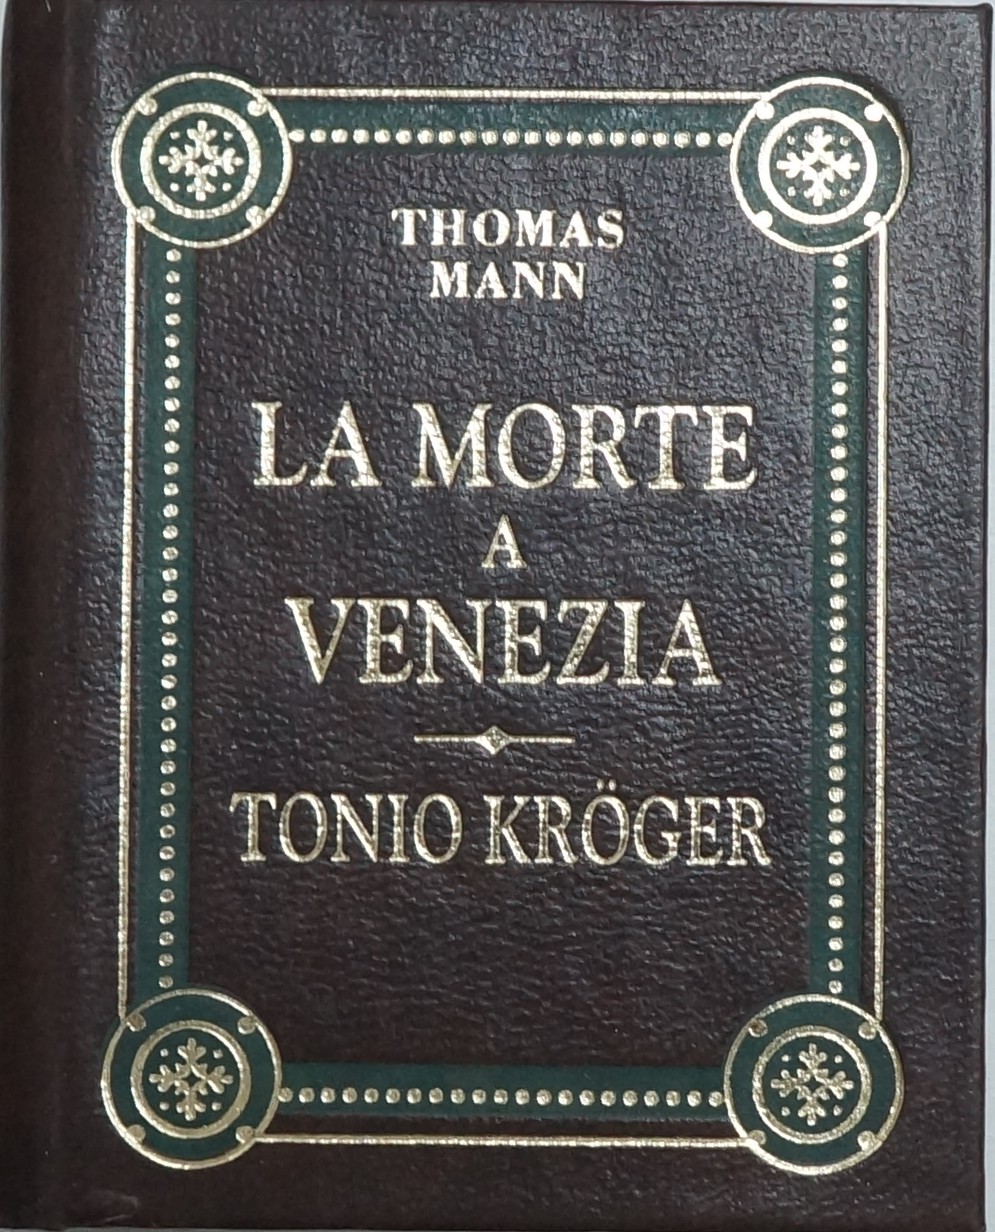 THOMAS
MANN
LA MORTE
A
VENEZIA
TONIO KRÖGER